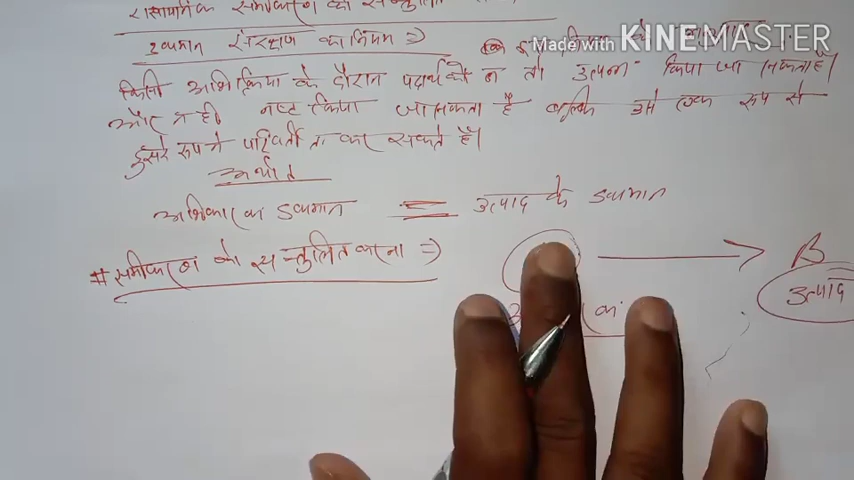 रासायनिक समीकरण को सन्तुलित
द्रव्यमान संरक्षण का नियम ⇒
Made with KINEMASTER
किसी अभिक्रिया के दौरान पदार्थ को न तो उत्पन्न किया जा सकता है
और न ही नष्ट किया जा सकता है बल्कि उसे एक रूप से
दुसरे रूप मे परिवर्तित कर सकते हैं।
अर्थात
अभिकारक द्रव्यमान = उत्पाद के द्रव्यमान
# समीकरण को सन्तुलित करना ⇒
B
उत्पाद